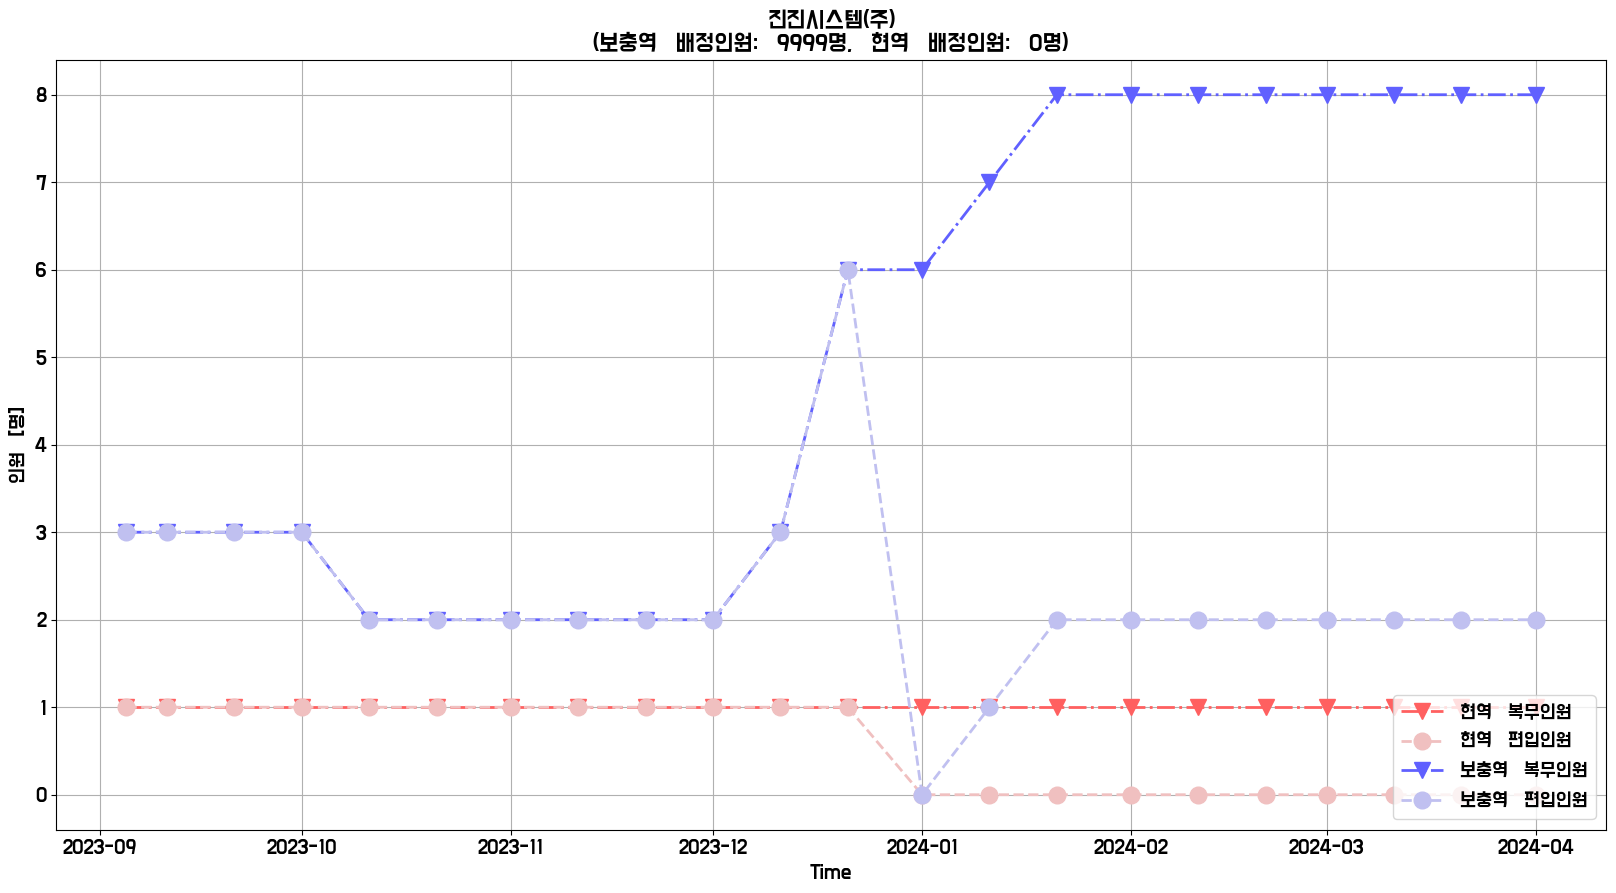 진진시스템(주)
(보충역 배정인원: 9999명, 현역 배정인원: 0명)
8
7
6
5
4
3
2
1
0
인원 [명]
2023-09 2023-10 2023-11 2023-12 2024-01 2024-02 2024-03 2024-04
Time
현역 복무인원
현역 편입인원
보충역 복무인원
보충역 편입인원